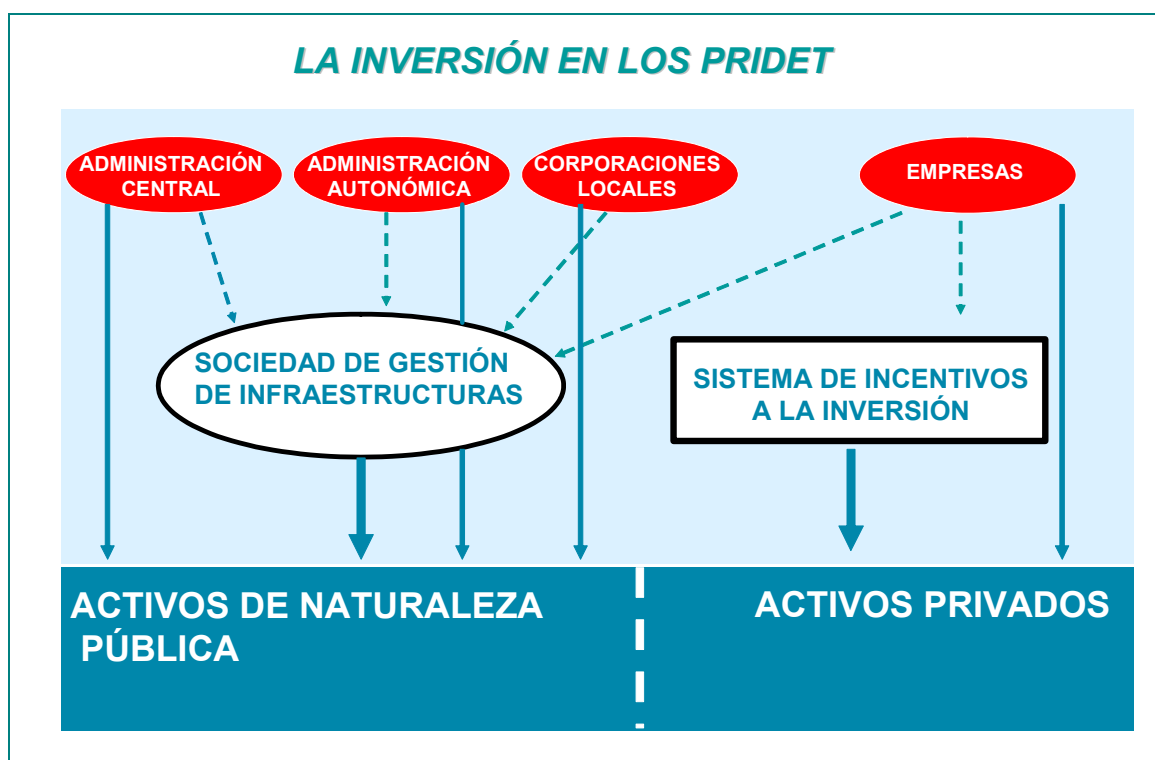 LA INVERSIÓN EN LOS PRIDET
ADMINISTRACIÓN
CENTRAL
ADMINISTRACIÓN
AUTONÓMICA
CORPORACIONES
LOCALES
EMPRESAS
SOCIEDAD DE GESTIÓN
DE INFRAESTRUCTURAS
SISTEMA DE INCENTIVOS
A LA INVERSIÓN
ACTIVOS DE NATURALEZA
PÚBLICA
ACTIVOS PRIVADOS